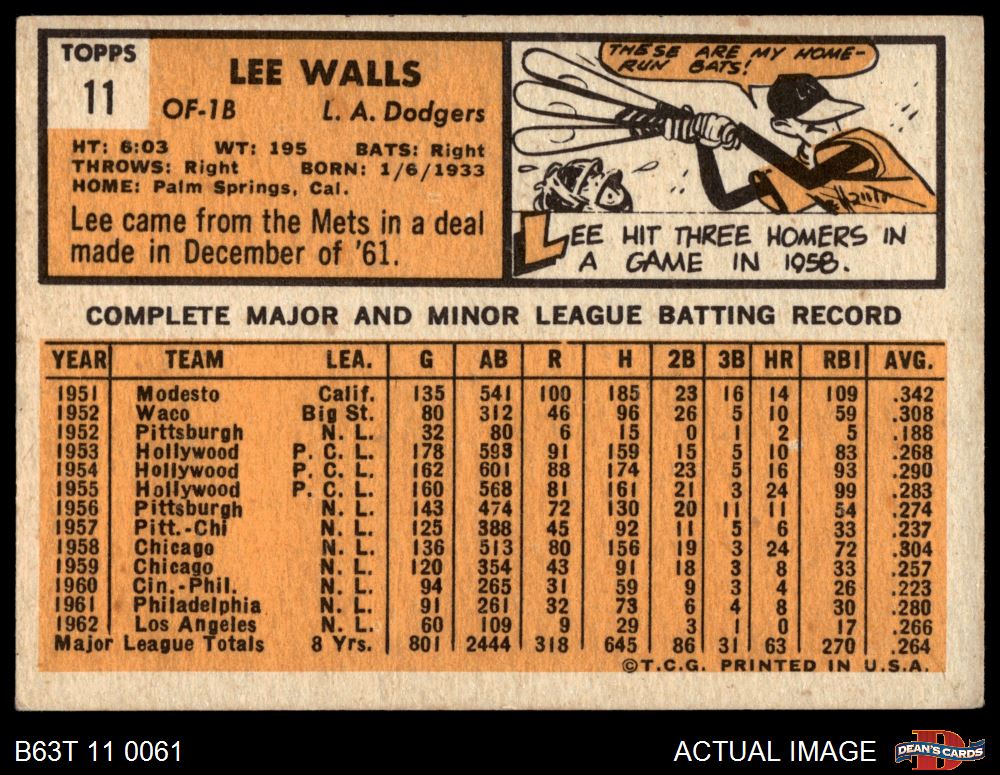 TOPPS
11
LEE WALLS
OF-1B L. A. Dodgers
HT: 6:03 WT: 195 BATS: Right
THROWS: Right BORN: 1/6/1933
HOME: Palm Springs, Cal.
Lee came from the Mets in a deal
made in December of '61.
THESE ARE MY HOME-
RUN BATS!
LEE HIT THREE HOMERS IN
A GAME IN 1958.
COMPLETE MAJOR AND MINOR LEAGUE BATTING RECORD
YEAR TEAM LEA. G AB R H 2B 3B HR RBI AVG.
1951 Modesto Calif. 135 541 100 185 23 16 14 109 .342
1952 Waco Big St. 80 312 46 96 26 5 10 59 .308
1952 Pittsburgh N. L. 32 80 6 15 0 1 2 5 .188
1953 Hollywood P. C. L. 178 593 91 159 15 5 10 83 .268
1954 Hollywood P. C. L. 162 601 88 174 23 5 16 93 .290
1955 Hollywood P. C. L. 160 568 81 161 21 3 24 99 .283
1956 Pittsburgh N. L. 143 474 72 130 20 11 11 54 .274
1957 Pitt.-Chi N. L. 125 388 45 92 11 5 6 33 .237
1958 Chicago N. L. 136 513 80 156 19 3 24 72 .304
1959 Chicago N. L. 120 354 43 91 18 3 8 33 .257
1960 Cin.-Phil. N. L. 94 265 31 59 9 3 4 26 .223
1961 Philadelphia N. L. 91 261 32 73 6 4 8 30 .280
1962 Los Angeles N. L. 60 109 9 29 3 1 0 17 .266
Major League Totals 8 Yrs. 801 2444 318 645 86 31 63 270 .264
©T.C.G. PRINTED IN U.S.A.
B63T 11 0061 ACTUAL IMAGE DEAN'S CARDS